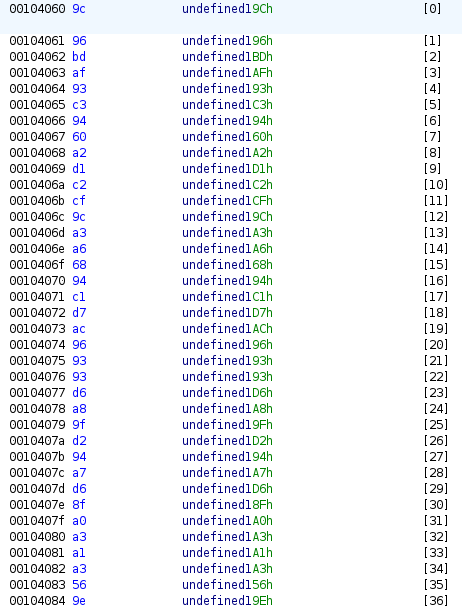 00104060 9c undefined19Ch [0]
00104061 96 undefined196h [1]
00104062 bd undefined1BDh [2]
00104063 af undefined1AFh [3]
00104064 93 undefined193h [4]
00104065 c3 undefined1C3h [5]
00104066 94 undefined194h [6]
00104067 60 undefined160h [7]
00104068 a2 undefined1A2h [8]
00104069 d1 undefined1D1h [9]
0010406a c2 undefined1C2h [10]
0010406b cf undefined1CFh [11]
0010406c 9c undefined19Ch [12]
0010406d a3 undefined1A3h [13]
0010406e a6 undefined1A6h [14]
0010406f 68 undefined168h [15]
00104070 94 undefined194h [16]
00104071 c1 undefined1C1h [17]
00104072 d7 undefined1D7h [18]
00104073 ac undefined1ACh [19]
00104074 96 undefined196h [20]
00104075 93 undefined193h [21]
00104076 93 undefined193h [22]
00104077 d6 undefined1D6h [23]
00104078 a8 undefined1A8h [24]
00104079 9f undefined19Fh [25]
0010407a d2 undefined1D2h [26]
0010407b 94 undefined194h [27]
0010407c a7 undefined1A7h [28]
0010407d d6 undefined1D6h [29]
0010407e 8f undefined18Fh [30]
0010407f a0 undefined1A0h [31]
00104080 a3 undefined1A3h [32]
00104081 a1 undefined1A1h [33]
00104082 a3 undefined1A3h [34]
00104083 56 undefined156h [35]
00104084 9e undefined19Eh [36]